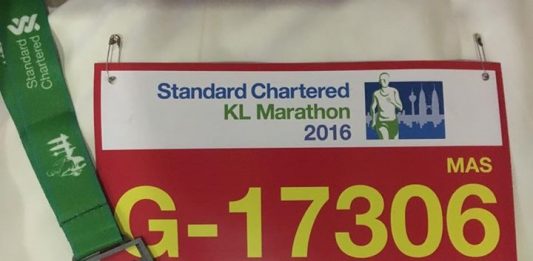 Standard
Chartered
Standard Chartered
KL Marathon
2016
MAS
G-17306